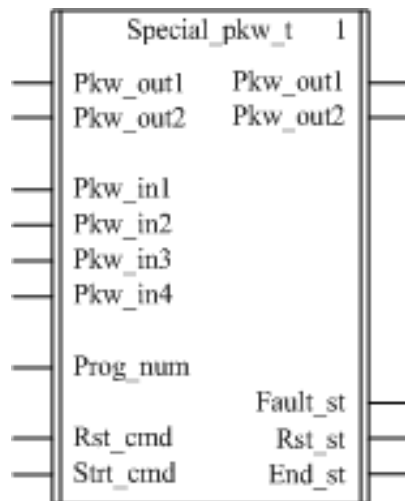 Special_pkw_t 1
Pkw_out1 Pkw_out1
Pkw_out2 Pkw_out2
Pkw_in1
Pkw_in2
Pkw_in3
Pkw_in4
Prog_num
Fault_st
Rst_cmd Rst_st
Strt_cmd End_st